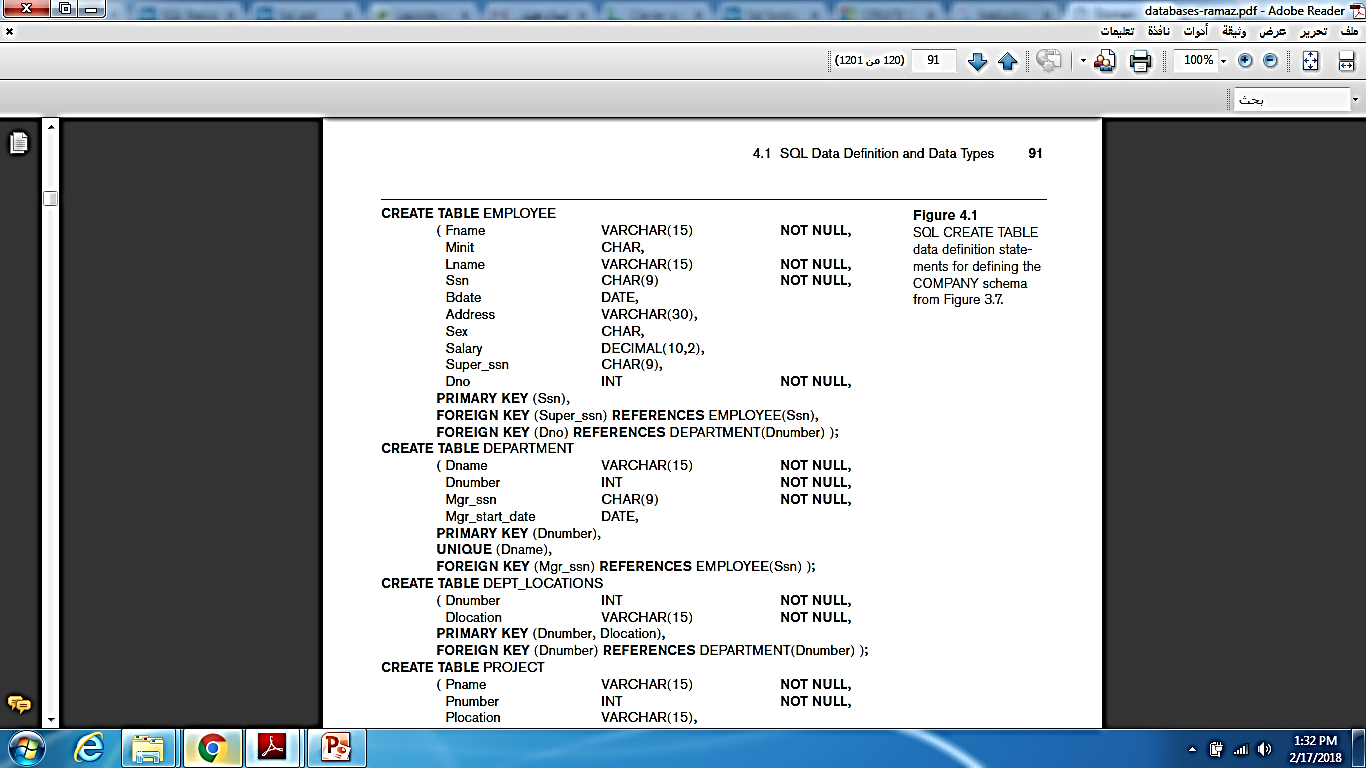 databases-ramaz.pdf - Adobe Reader
ملف تحرير عرض وثيقة أدوات نافذة تعليمات
91 (120 من 1201) 100%
بحث
4.1 SQL Data Definition and Data Types 91
CREATE TABLE EMPLOYEE
( Fname VARCHAR(15) NOT NULL,
Minit CHAR,
Lname VARCHAR(15) NOT NULL,
Ssn CHAR(9) NOT NULL,
Bdate DATE,
Address VARCHAR(30),
Sex CHAR,
Salary DECIMAL(10,2),
Super_ssn CHAR(9),
Dno INT NOT NULL,
PRIMARY KEY (Ssn),
FOREIGN KEY (Super_ssn) REFERENCES EMPLOYEE(Ssn),
FOREIGN KEY (Dno) REFERENCES DEPARTMENT(Dnumber) );
CREATE TABLE DEPARTMENT
( Dname VARCHAR(15) NOT NULL,
Dnumber INT NOT NULL,
Mgr_ssn CHAR(9) NOT NULL,
Mgr_start_date DATE,
PRIMARY KEY (Dnumber),
UNIQUE (Dname),
FOREIGN KEY (Mgr_ssn) REFERENCES EMPLOYEE(Ssn) );
CREATE TABLE DEPT_LOCATIONS
( Dnumber INT NOT NULL,
Dlocation VARCHAR(15) NOT NULL,
PRIMARY KEY (Dnumber, Dlocation),
FOREIGN KEY (Dnumber) REFERENCES DEPARTMENT(Dnumber) );
CREATE TABLE PROJECT
( Pname VARCHAR(15) NOT NULL,
Pnumber INT NOT NULL,
Plocation VARCHAR(15),
Figure 4.1
SQL CREATE TABLE
data definition state-
ments for defining the
COMPANY schema
from Figure 3.7.
1:32 PM
2/17/2018